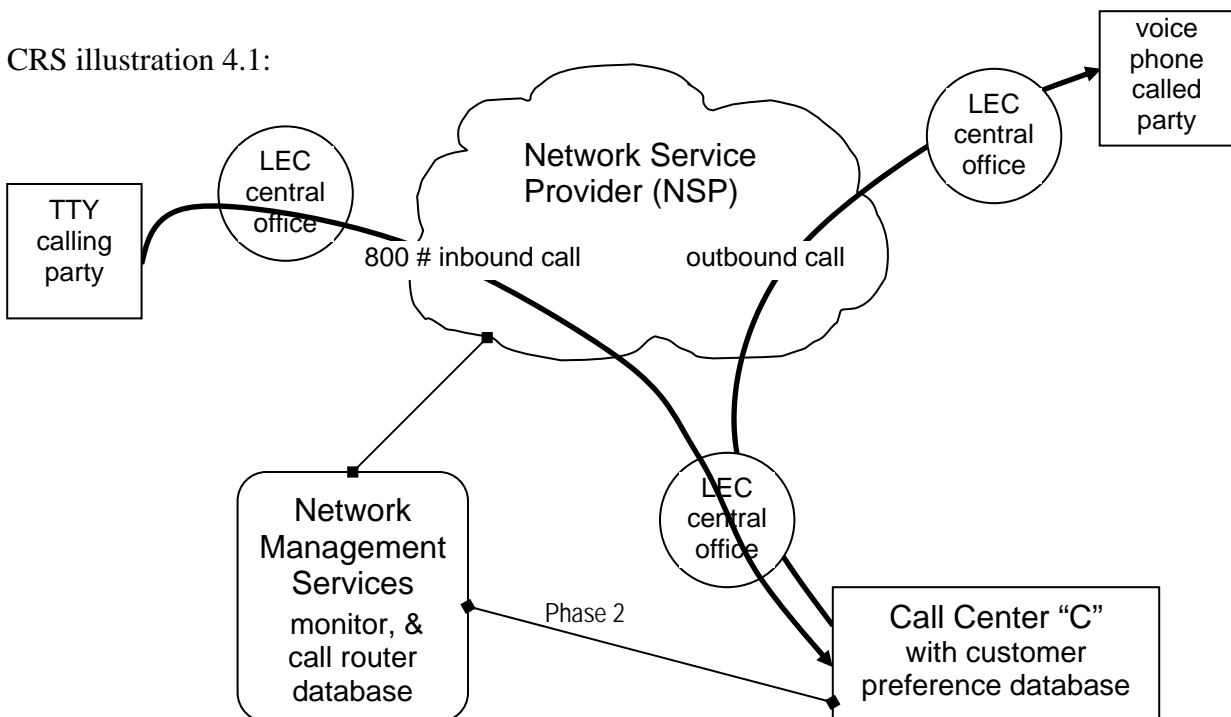 CRS illustration 4.1:
voice
phone
called
party
LEC
central
office
Network Service
Provider (NSP)
LEC
central
office
TTY
calling
party
800 # inbound call
outbound call
LEC
central
office
Network
Management
Services
monitor, &
call router
database
Phase 2
Call Center “C”
with customer
preference database